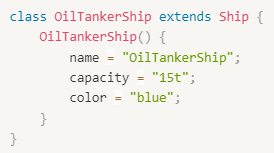 class OilTankerShip extends Ship {
    OilTankerShip() {
        name = "OilTankerShip";
        capacity = "15t";
        color = "blue";
    }
}